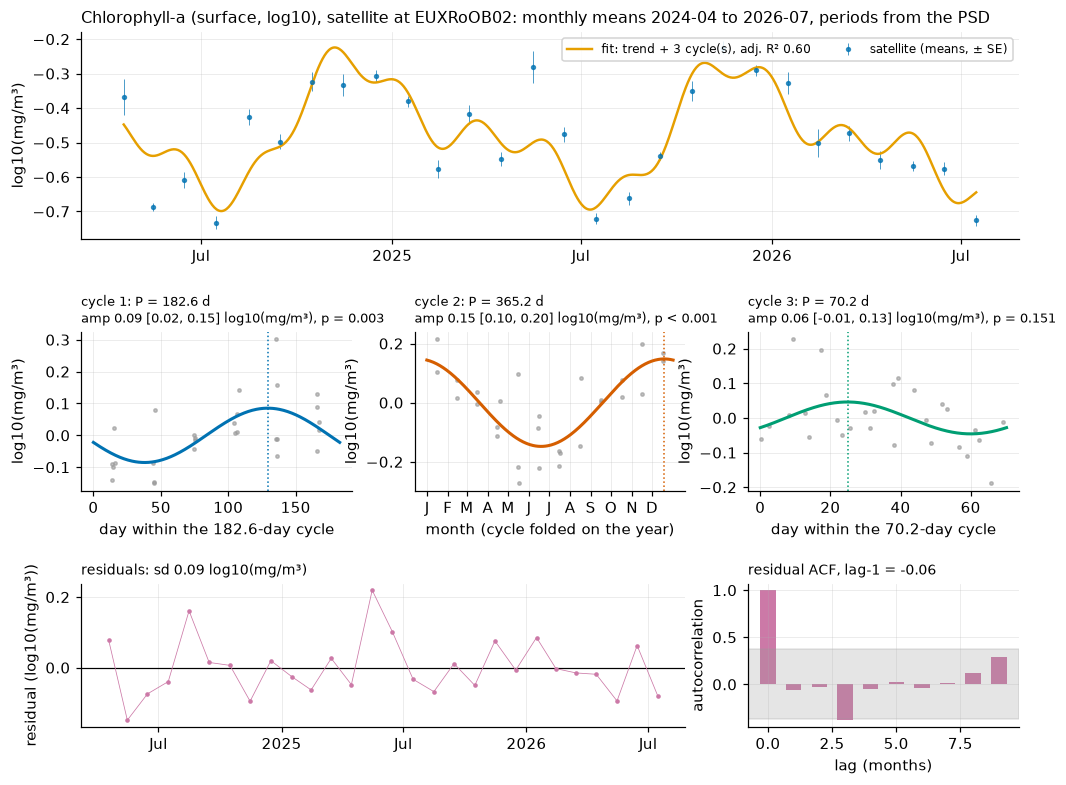 Chlorophyll-a (surface, log10), satellite at EUXRoOB02: monthly means 2024-04 to 2026-07, periods from the PSD
fit: trend + 3 cycle(s), adj. R² 0.60
satellite (means, ± SE)
log10(mg/m³)
−0.2
−0.3
−0.4
−0.5
−0.6
−0.7
Jul
2025
Jul
2026
Jul
cycle 1: P = 182.6 d
amp 0.09 [0.02, 0.15] log10(mg/m³), p = 0.003
log10(mg/m³)
0.3
0.2
0.1
0.0
−0.1
0
50
100
150
day within the 182.6-day cycle
cycle 2: P = 365.2 d
amp 0.15 [0.10, 0.20] log10(mg/m³), p < 0.001
log10(mg/m³)
0.2
0.0
−0.2
J F M A M J J A S O N D
month (cycle folded on the year)
cycle 3: P = 70.2 d
amp 0.06 [-0.01, 0.13] log10(mg/m³), p = 0.151
log10(mg/m³)
0.2
0.1
0.0
−0.1
−0.2
0
20
40
60
day within the 70.2-day cycle
residuals: sd 0.09 log10(mg/m³)
residual (log10(mg/m³))
0.2
0.0
Jul
2025
Jul
2026
Jul
residual ACF, lag-1 = -0.06
autocorrelation
1.0
0.5
0.0
0.0
2.5
5.0
7.5
lag (months)